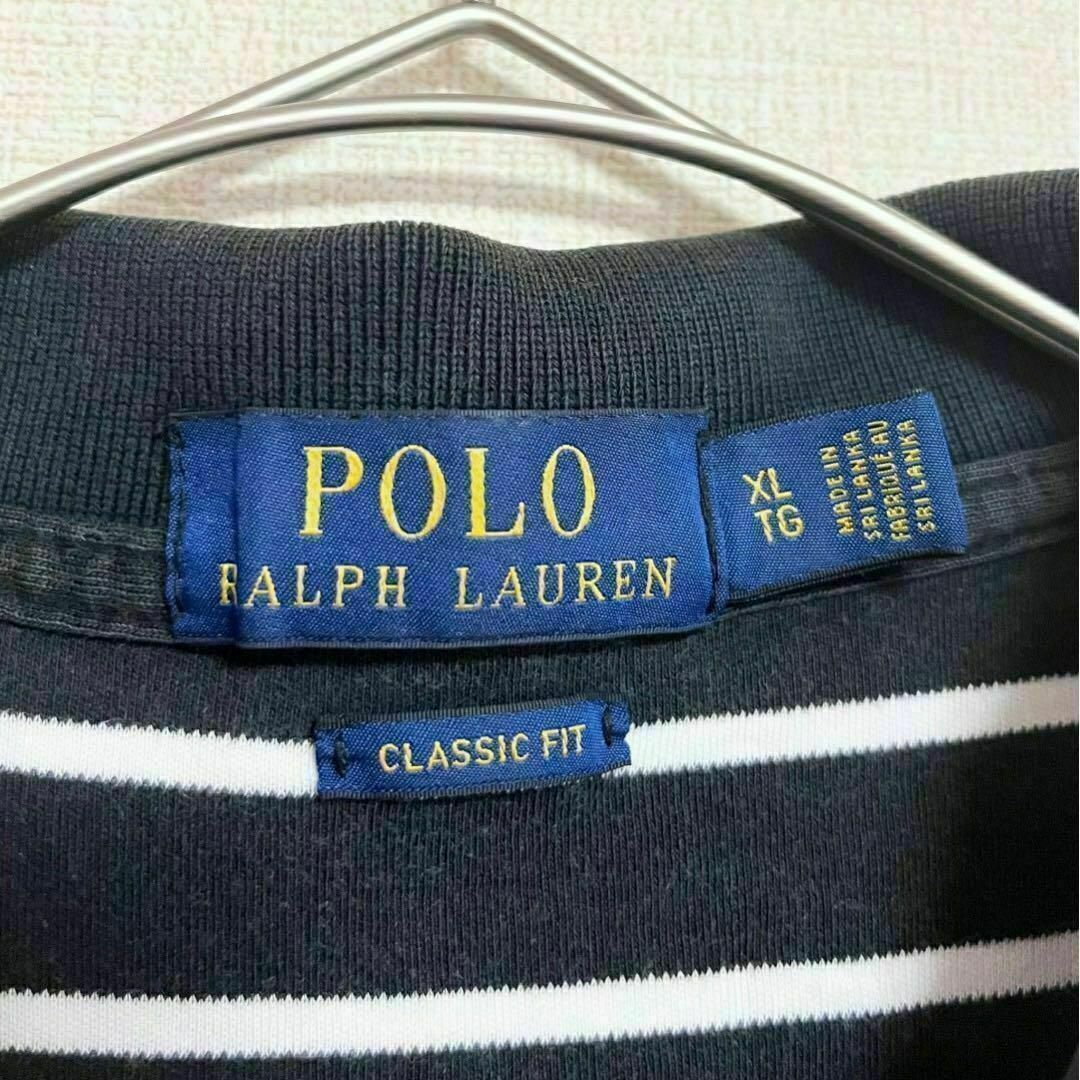 POLO
RALPH LAUREN
XL
TG
MADE IN
SRI LANKA
FABRIQUE AU
SRI LANKA
CLASSIC FIT